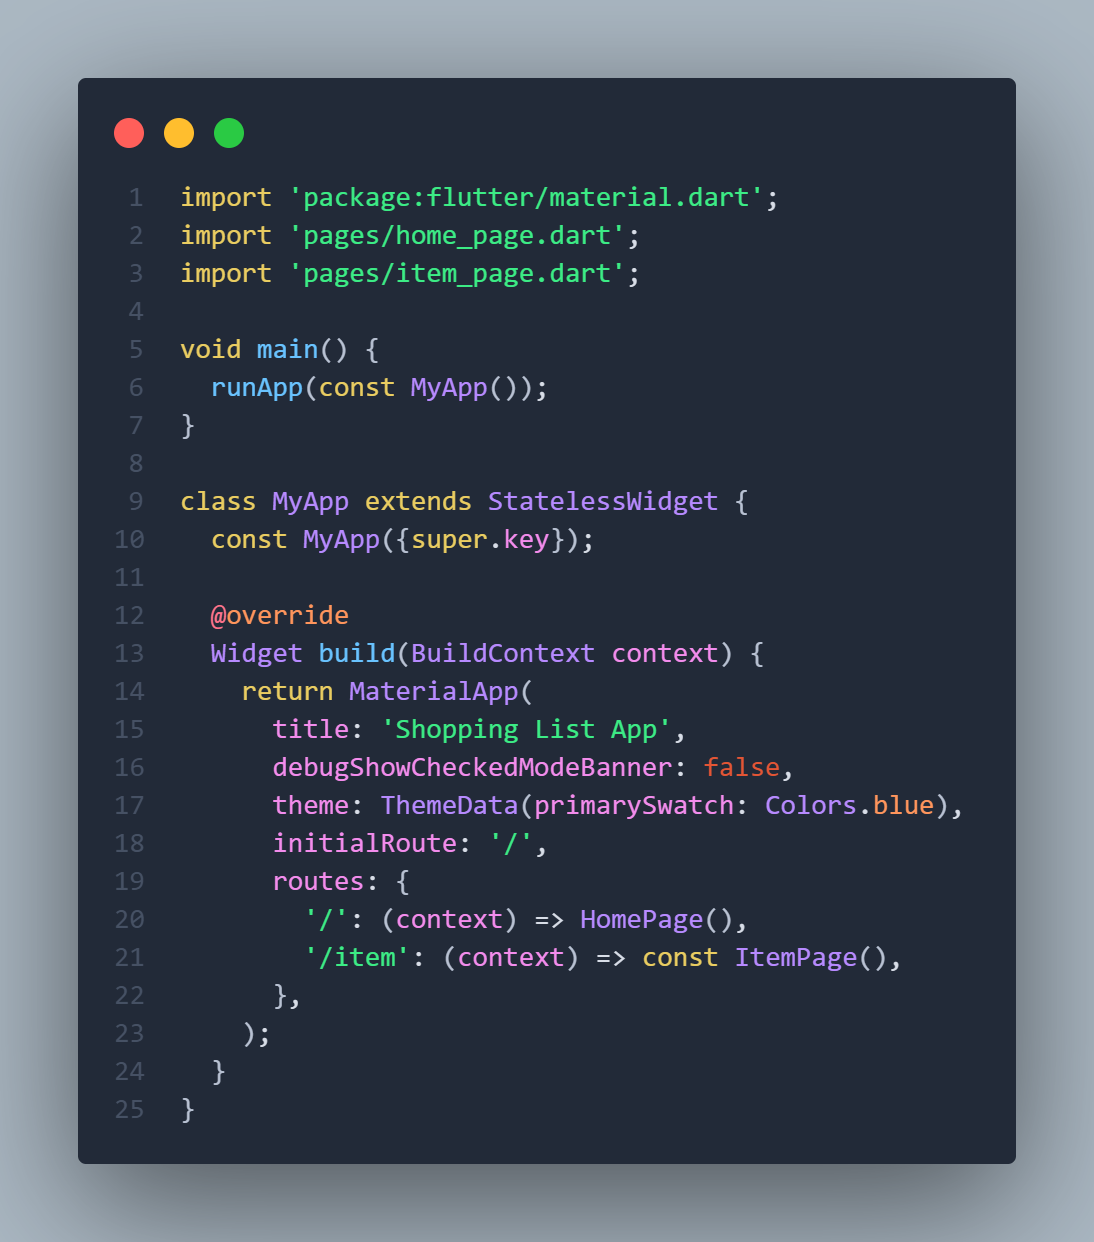 1 import 'package:flutter/material.dart';
2 import 'pages/home_page.dart';
3 import 'pages/item_page.dart';
4
5 void main() {
6   runApp(const MyApp());
7 }
8
9 class MyApp extends StatelessWidget {
10   const MyApp({super.key});
11
12   @override
13   Widget build(BuildContext context) {
14     return MaterialApp(
15       title: 'Shopping List App',
16       debugShowCheckedModeBanner: false,
17       theme: ThemeData(primarySwatch: Colors.blue),
18       initialRoute: '/',
19       routes: {
20         '/': (context) => HomePage(),
21         '/item': (context) => const ItemPage(),
22       },
23     );
24   }
25 }